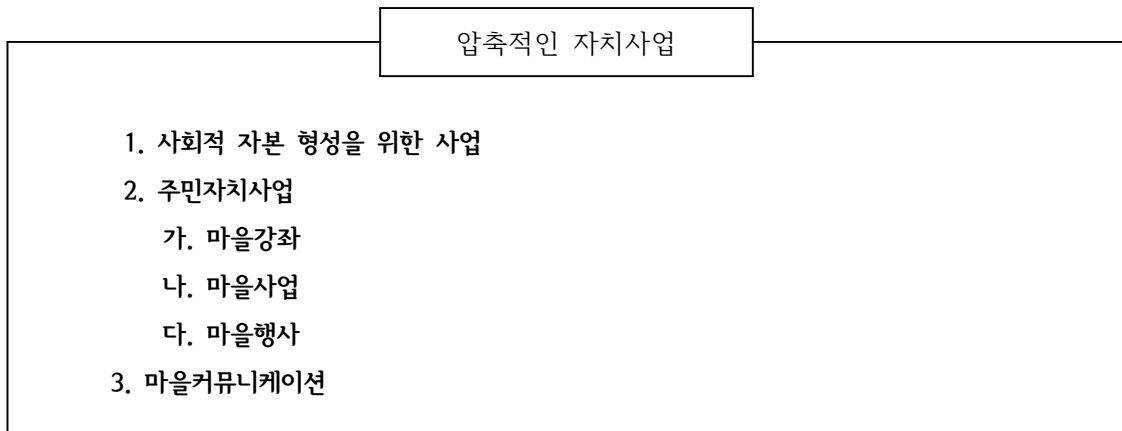 압축적인 자치사업
1. 사회적 자본 형성을 위한 사업
2. 주민자치사업
가. 마을강좌
나. 마을사업
다. 마을행사
3. 마을커뮤니케이션